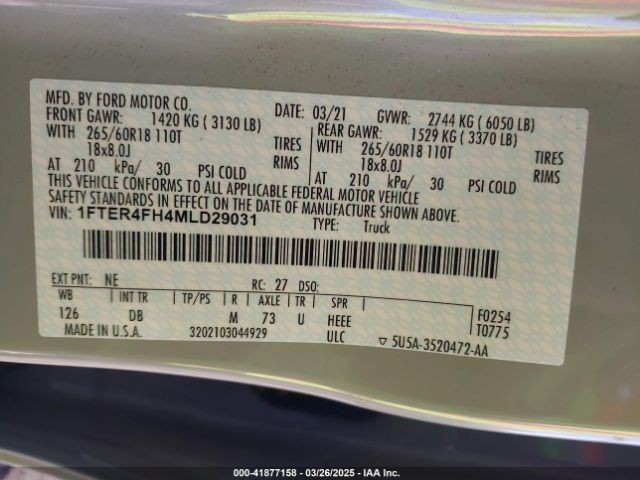 MFD. BY FORD MOTOR CO.
DATE: 03/21 GVWR: 2744 KG ( 6050 LB)
FRONT GAWR: 1420 KG ( 3130 LB)
WITH 265/60R18 110T TIRES
18x8.0J RIMS
AT 210 kPa/ 30 PSI COLD
REAR GAWR: 1529 KG ( 3370 LB)
WITH 265/60R18 110T TIRES
18x8.0J RIMS
AT 210 kPa/ 30 PSI COLD
THIS VEHICLE CONFORMS TO ALL APPLICABLE FEDERAL MOTOR VEHICLE
SAFETY STANDARDS IN EFFECT ON THE DATE OF MANUFACTURE SHOWN ABOVE.
VIN: 1FTER4FH4MLD29031
TYPE: Truck
EXT PNT: NE RC: 27 DSO:
WB INT TR TP/PS R AXLE TR SPR
126 DB M 73 U HEEE
F0254
T0775
MADE IN U.S.A. 3202103044929 ULC ▽ 5U5A-3520472-AA
000-41877158 - 03/26/2025 - IAA Inc.